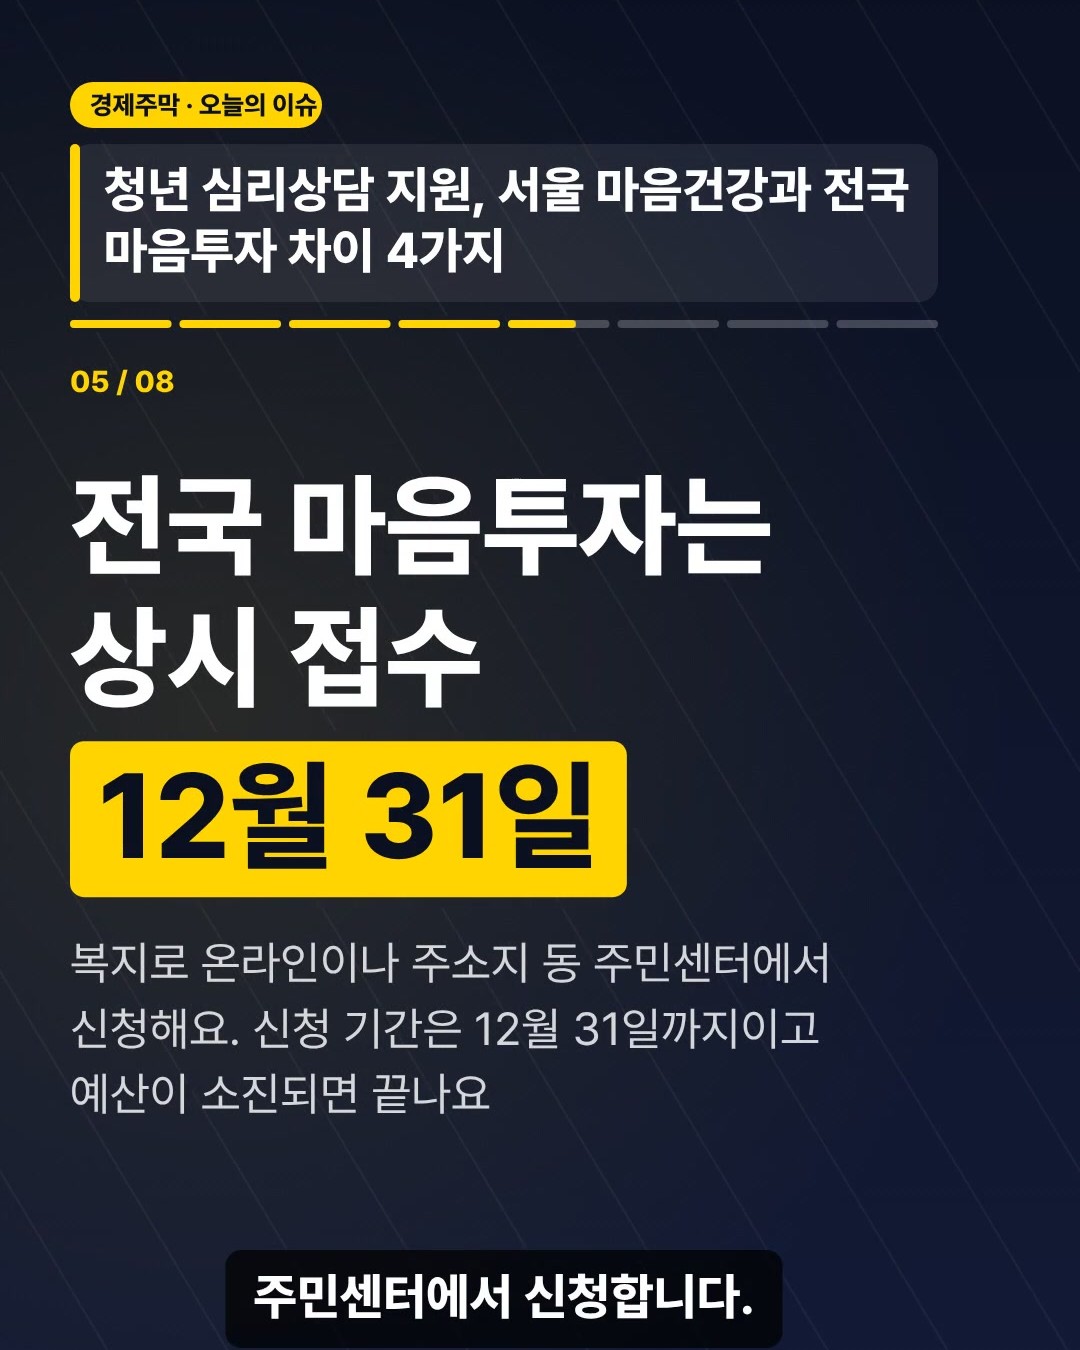 경제주막 · 오늘의 이슈
청년 심리상담 지원, 서울 마음건강과 전국
마음투자 차이 4가지
05 / 08
전국 마음투자는
상시 접수
12월 31일
복지로 온라인이나 주소지 동 주민센터에서
신청해요. 신청 기간은 12월 31일까지이고
예산이 소진되면 끝나요
주민센터에서 신청합니다.